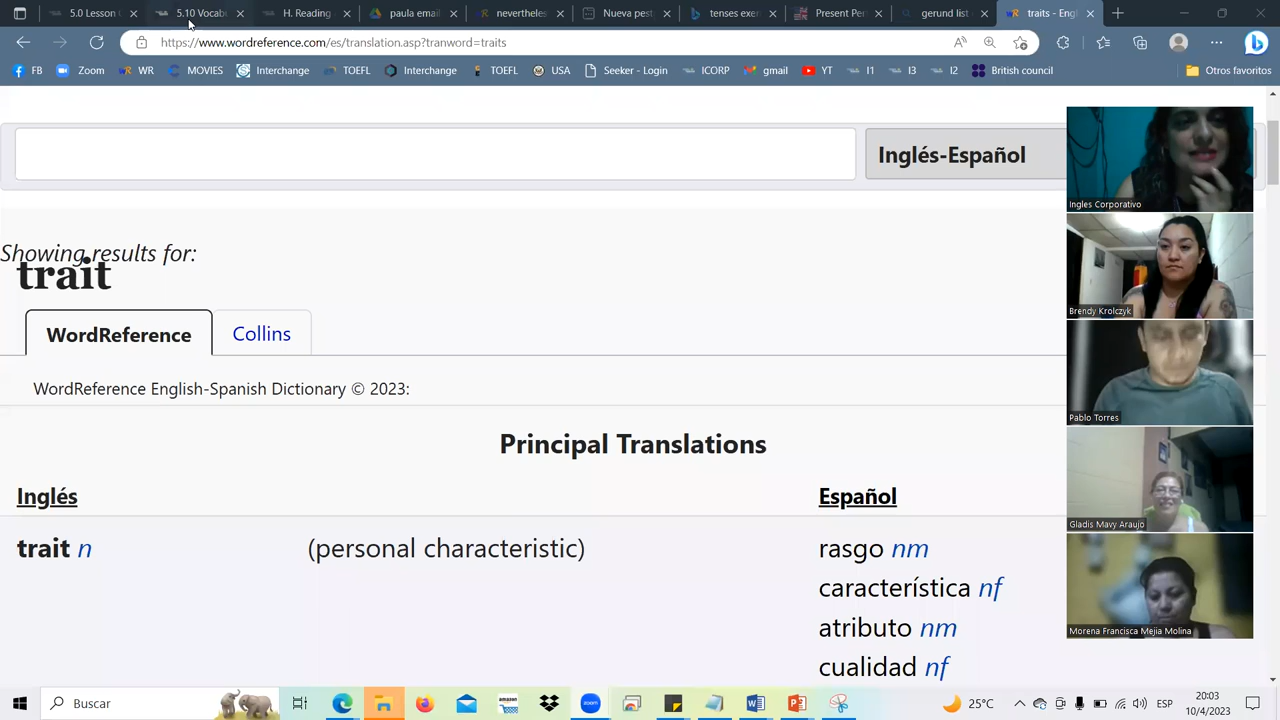 5.0 Lesson
5.10 Vocabu
H. Reading
paula email
nevertheles
Nueva pest
tenses exer
Present Per
gerund list
traits - Engl
https://www.wordreference.com/es/translation.asp?tranword=traits
FB
Zoom
WR
MOVIES
Interchange
TOEFL
Interchange
TOEFL
USA
Seeker - Login
ICORP
gmail
YT
I1
I3
I2
British council
Otros favoritos
Inglés-Español
Showing results for:
trait
WordReference
Collins
WordReference English-Spanish Dictionary © 2023:
Principal Translations
Inglés
Español
trait n
(personal characteristic)
rasgo nm
característica nf
atributo nm
cualidad nf
Ingles Corporativo
Brendy Krolczyk
Pablo Torres
Gladis Mavy Araujo
Morena Francisca Mejia Molina
Buscar
amazon
zoom
25°C
ESP
20:03
10/4/2023